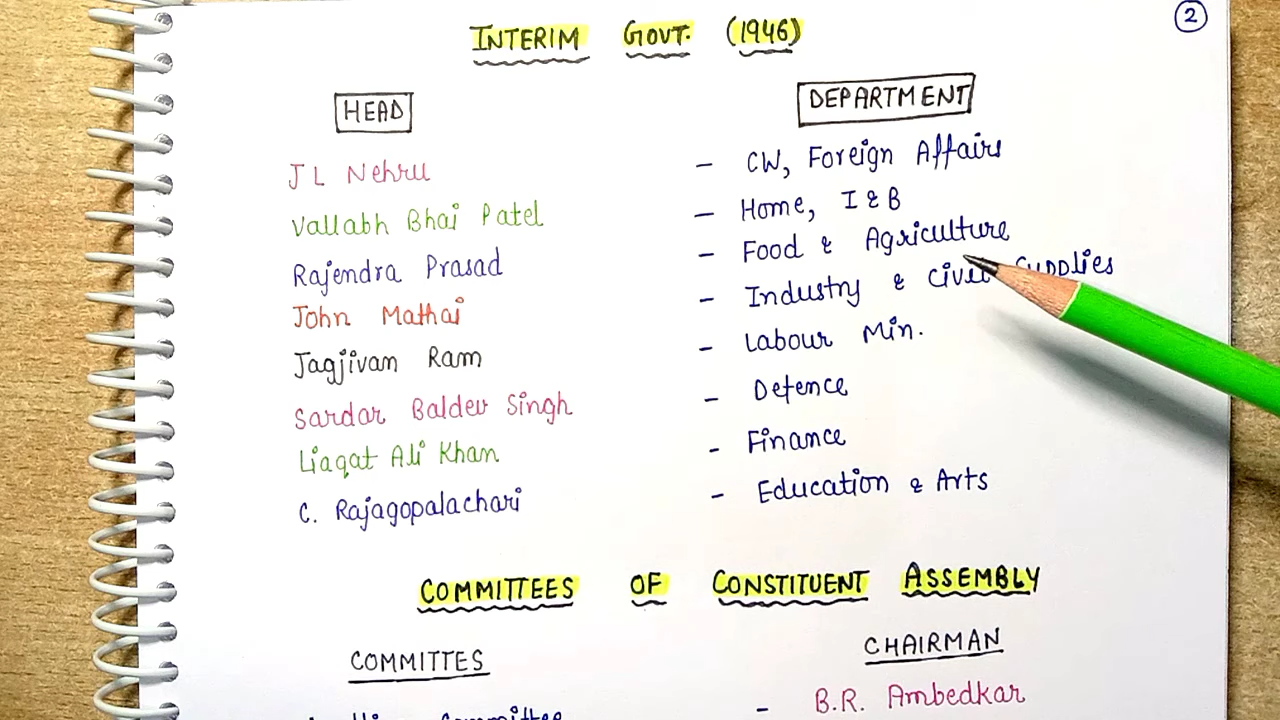 2
INTERIM GOVT. (1946)
HEAD DEPARTMENT
J L Nehru - CW, Foreign Affairs
Vallabh Bhai Patel - Home, I & B
Rajendra Prasad - Food & Agriculture
John Mathai - Industry & Civil Supplies
Jagjivan Ram - Labour Min.
Sardar Baldev Singh - Defence
Liaqat Ali Khan - Finance
C. Rajagopalachari - Education & Arts
COMMITTEES OF CONSTITUENT ASSEMBLY
COMMITTES CHAIRMAN
Committee - B.R. Ambedkar